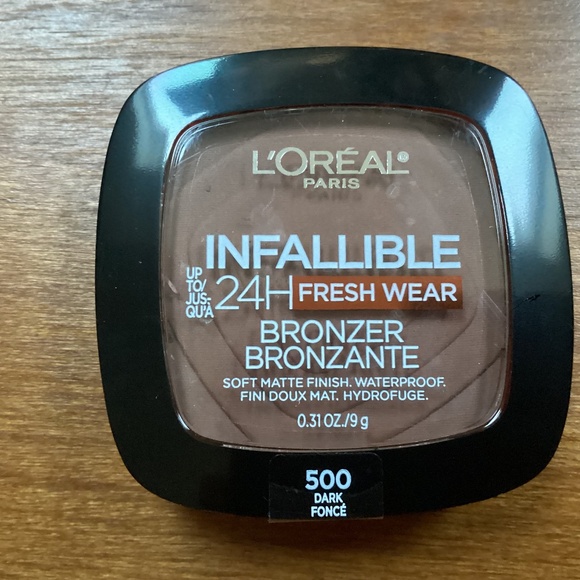 L'ORÉAL®
PARIS
INFALLIBLE
UP
TO/
JUS-
QU'À
24H FRESH WEAR
BRONZER
BRONZANTE
SOFT MATTE FINISH. WATERPROOF.
FINI DOUX MAT. HYDROFUGE.
0.31 OZ./9 g
500
DARK
FONCÉ